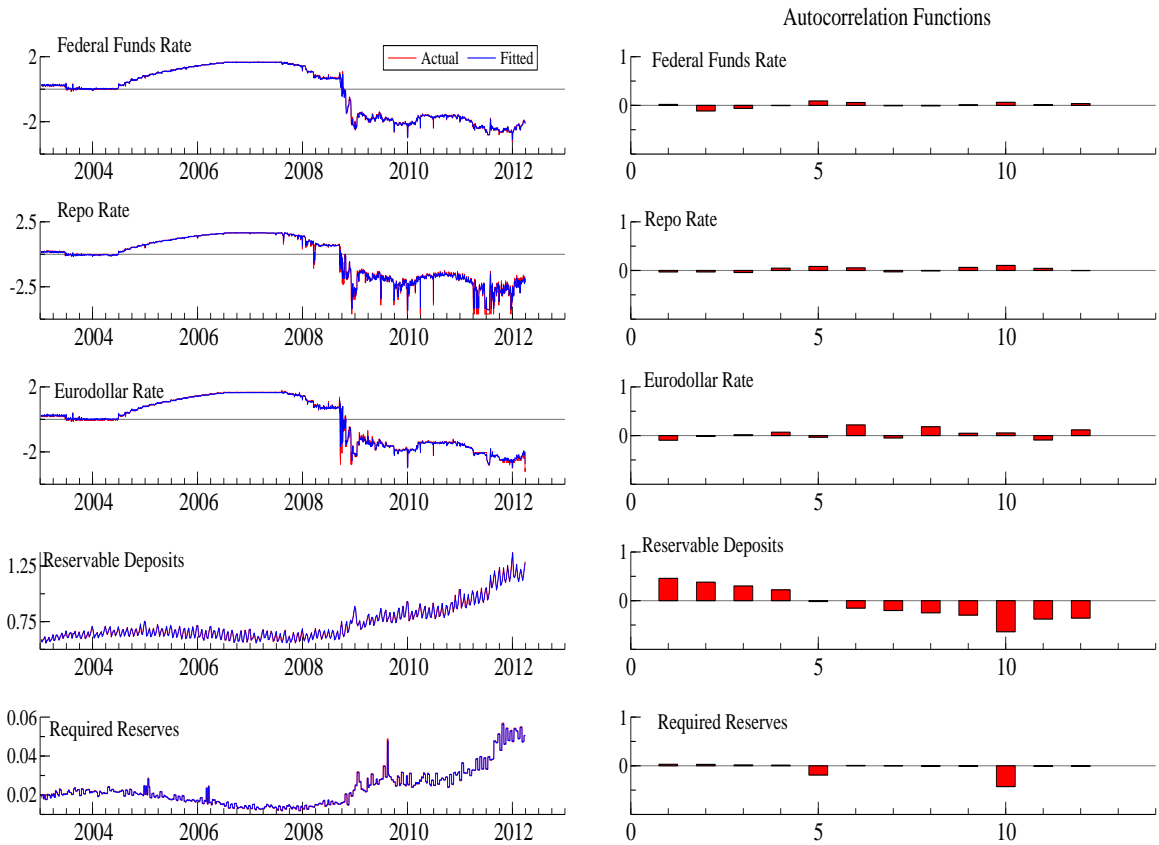 Autocorrelation Functions
Federal Funds Rate
Actual Fitted
2
-2
2004 2006 2008 2010 2012
Federal Funds Rate
1
0
0 5 10
Repo Rate
2.5
-2.5
2004 2006 2008 2010 2012
Repo Rate
1
0
0 5 10
Eurodollar Rate
2
-2
2004 2006 2008 2010 2012
Eurodollar Rate
1
0
0 5 10
Reservable Deposits
1.25
0.75
2004 2006 2008 2010 2012
Reservable Deposits
1
0
0 5 10
Required Reserves
0.06
0.04
0.02
2004 2006 2008 2010 2012
Required Reserves
1
0
0 5 10